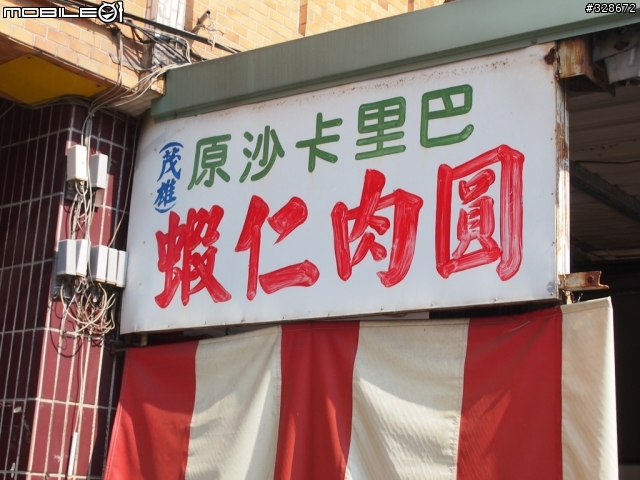 mobile01
#328672
(茂雄)
原沙卡里巴
蝦仁肉圓